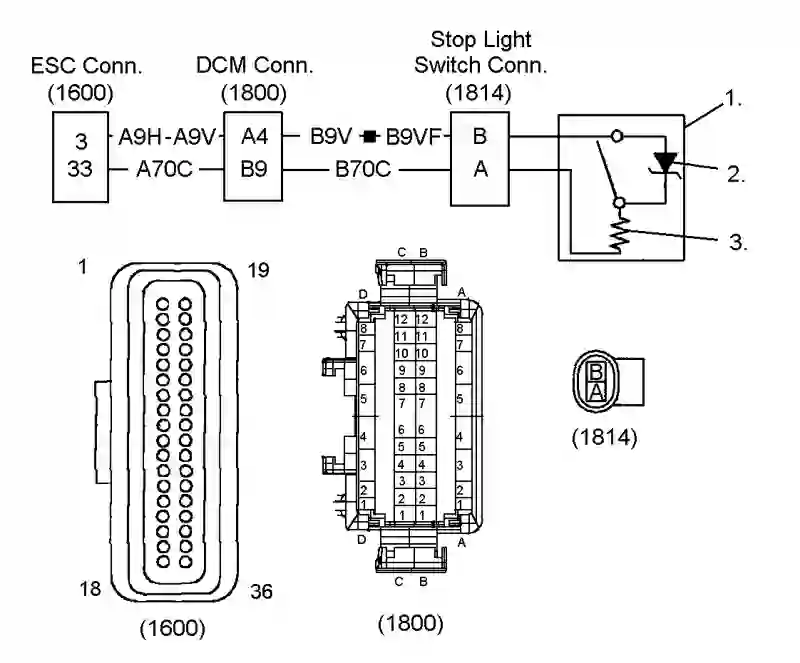 Stop Light
ESC Conn. DCM Conn. Switch Conn.
(1600) (1800) (1814)
1.
3 A9H-A9V A4 B9V B9VF B
33 A70C B9 B70C A
2.
3.
1 19
C B
D A
12 12
8 11 11 8
7 10 10 7
6 9 9 6
8 8
5 7 7 5
4 6 6 4
5 5
3 4 4 3
3 3
2 2 2 2
1 1 1 1
D A
C B
B
A
(1814)
18 36
(1600) (1800)